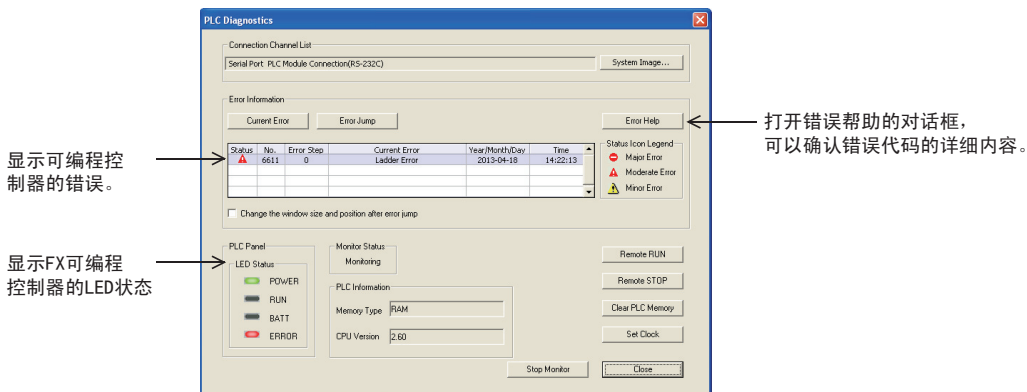 PLC Diagnostics
Connection Channel List
Serial Port PLC Module Connection(RS-232C)
System Image...
Error Information
Current Error
Error Jump
Error Help
Status No. Error Step Current Error Year/Month/Day Time
6611 0 Ladder Error 2013-04-18 14:22:13
Status Icon Legend
Major Error
Moderate Error
Minor Error
Change the window size and position after error jump
PLC Panel
LED Status
POWER
RUN
BATT
ERROR
Monitor Status
Monitoring
PLC Information
Memory Type RAM
CPU Version 2.60
Remote RUN
Remote STOP
Clear PLC Memory
Set Clock
Stop Monitor
Close
显示可编程控
制器的错误。
显示FX可编程
控制器的LED状态
打开错误帮助的对话框，
可以确认错误代码的详细内容。